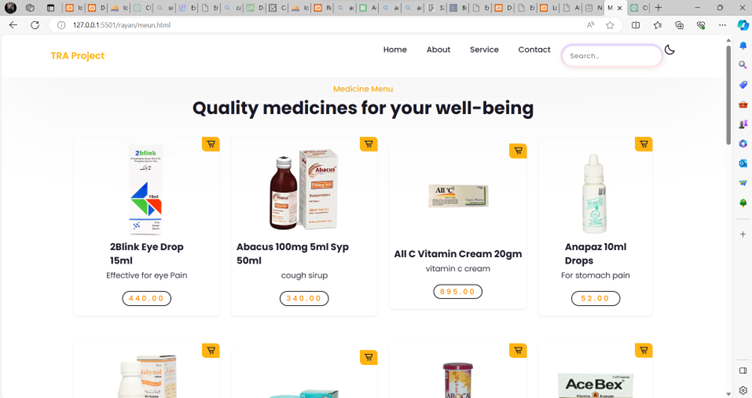 127.0.0.1:5501/rayan/meun.html
TRA Project
Home About Service Contact Search...
Medicine Menu
Quality medicines for your well-being
2blink
15ml
Abacus
All C
Abacus 100mg 5ml Syp
50ml
2Blink Eye Drop
15ml
All C Vitamin Cream 20gm
Anapaz 10ml
Drops
Effective for eye Pain
cough sirup
vitamin c cream
For stomach pain
440.00
340.00
895.00
52.00
AceBex